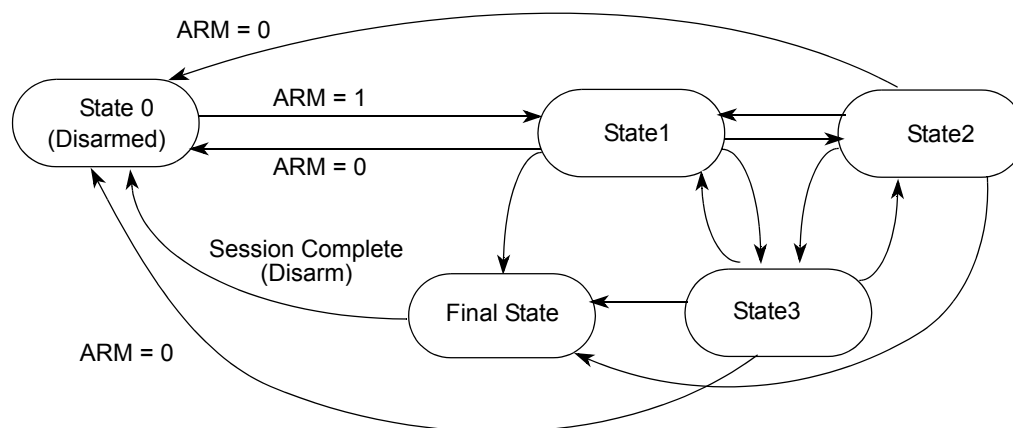 ARM = 0
State 0
(Disarmed)
ARM = 1
ARM = 0
State1
State2
Session Complete
(Disarm)
Final State
State3
ARM = 0